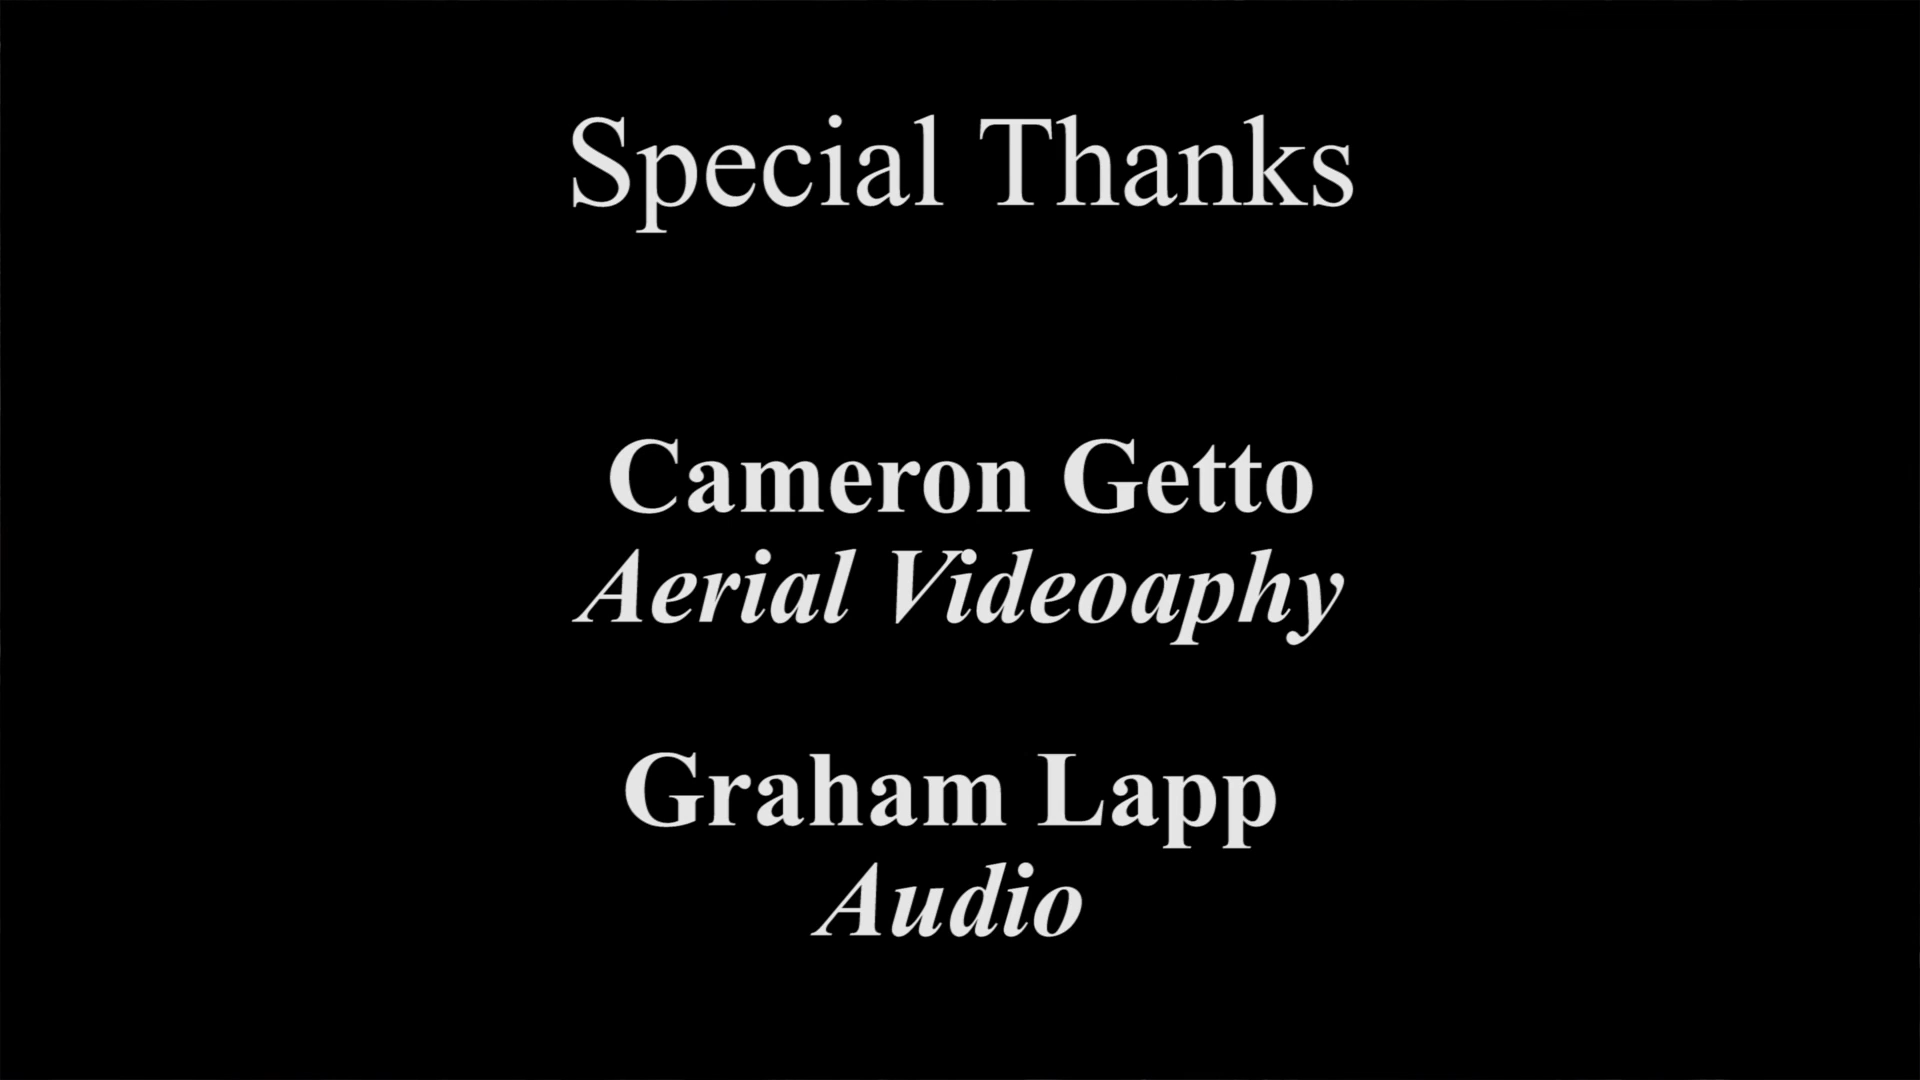 Special Thanks
Cameron Getto
Aerial Videoaphy
Graham Lapp
Audio